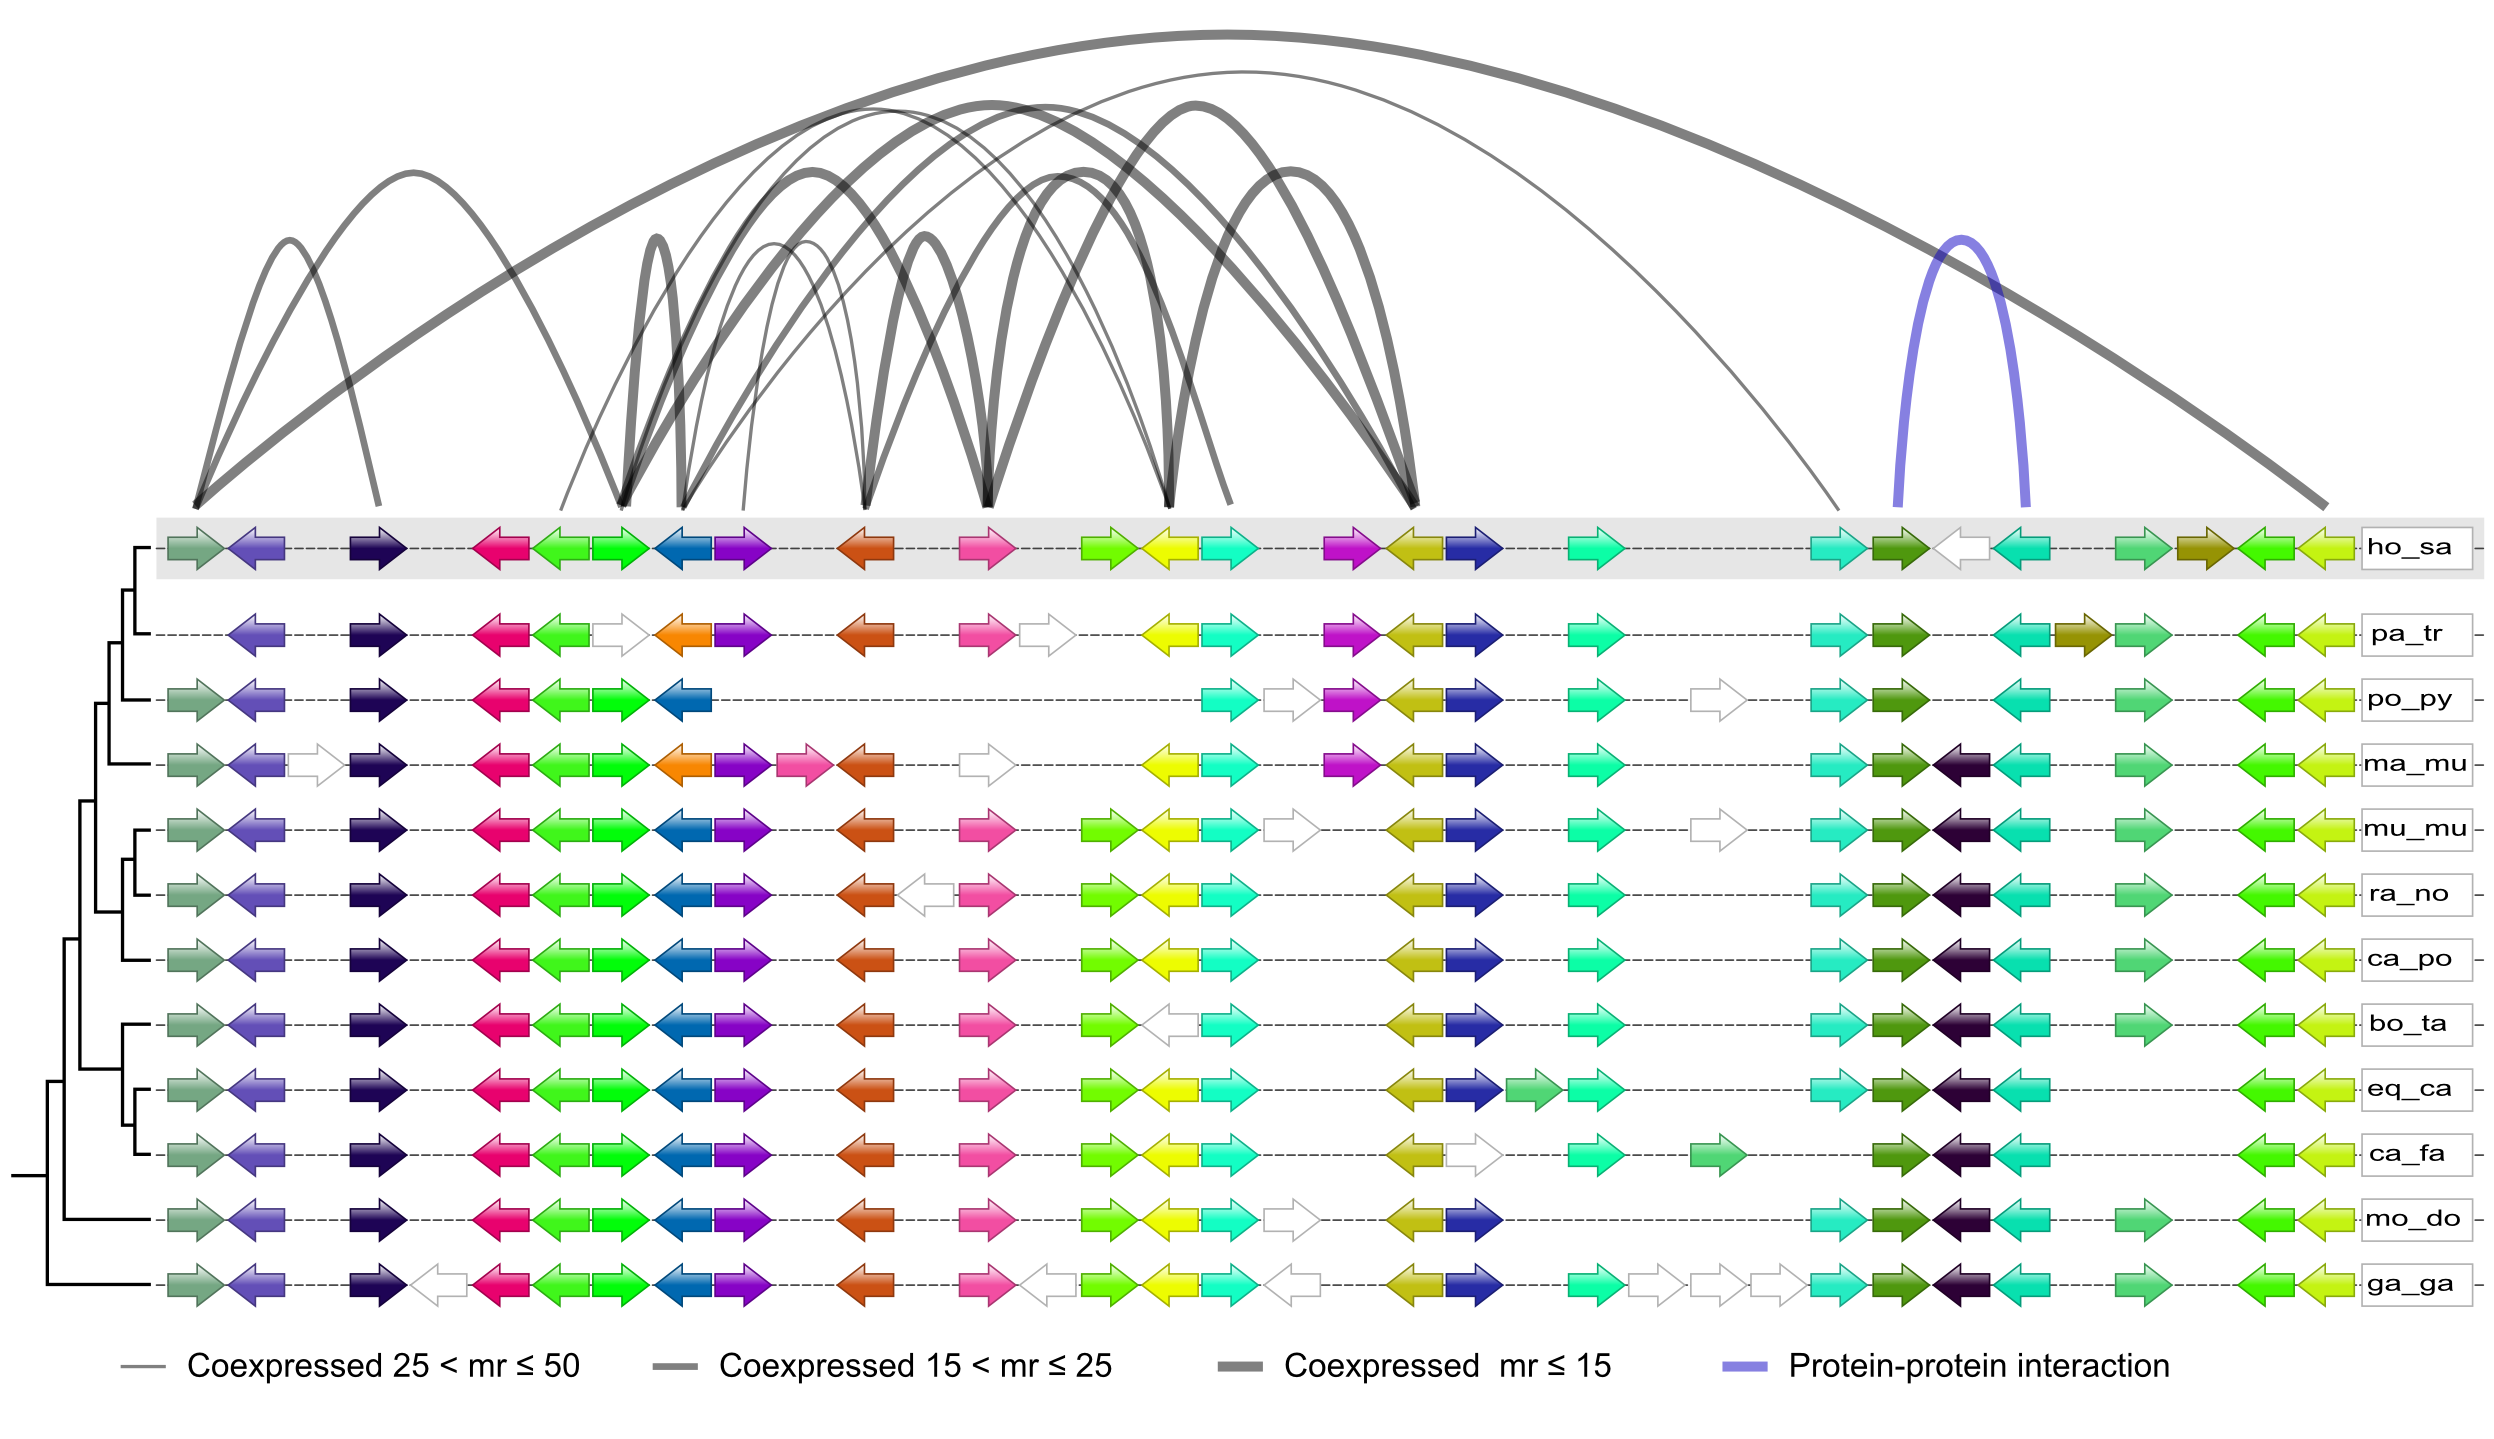 ho_sa
pa_tr
po_py
ma_mu
mu_mu
ra_no
ca_po
bo_ta
eq_ca
ca_fa
mo_do
ga_ga
Coexpressed 25 < mr ≤ 50 Coexpressed 15 < mr ≤ 25 Coexpressed mr ≤ 15 Protein-protein interaction